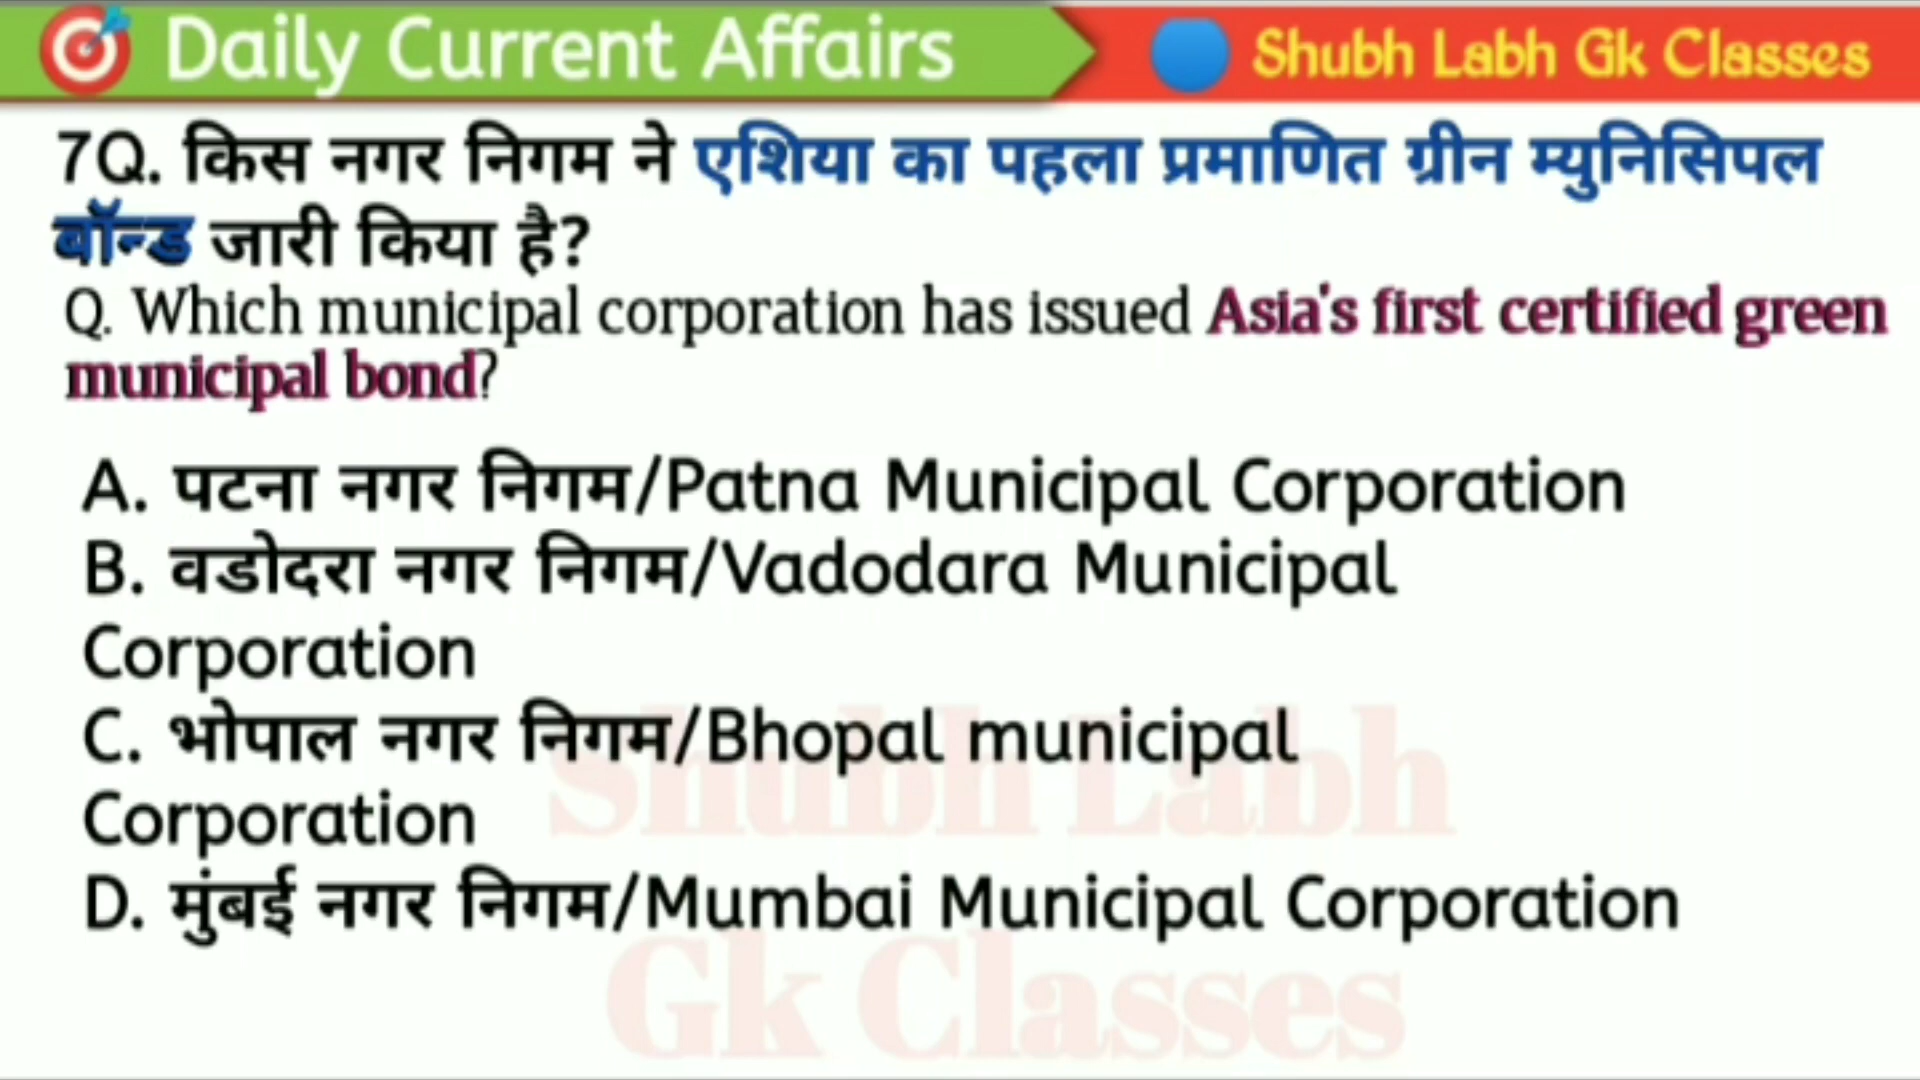 Daily Current Affairs
Shubh Labh Gk Classes
7Q. किस नगर निगम ने एशिया का पहला प्रमाणित ग्रीन म्युनिसिपल
बॉन्ड जारी किया है?
Q. Which municipal corporation has issued Asia's first certified green
municipal bond?
A. पटना नगर निगम/Patna Municipal Corporation
B. वडोदरा नगर निगम/Vadodara Municipal
Corporation
C. भोपाल नगर निगम/Bhopal municipal
Corporation
D. मुंबई नगर निगम/Mumbai Municipal Corporation
Shubh Labh
Gk Classes